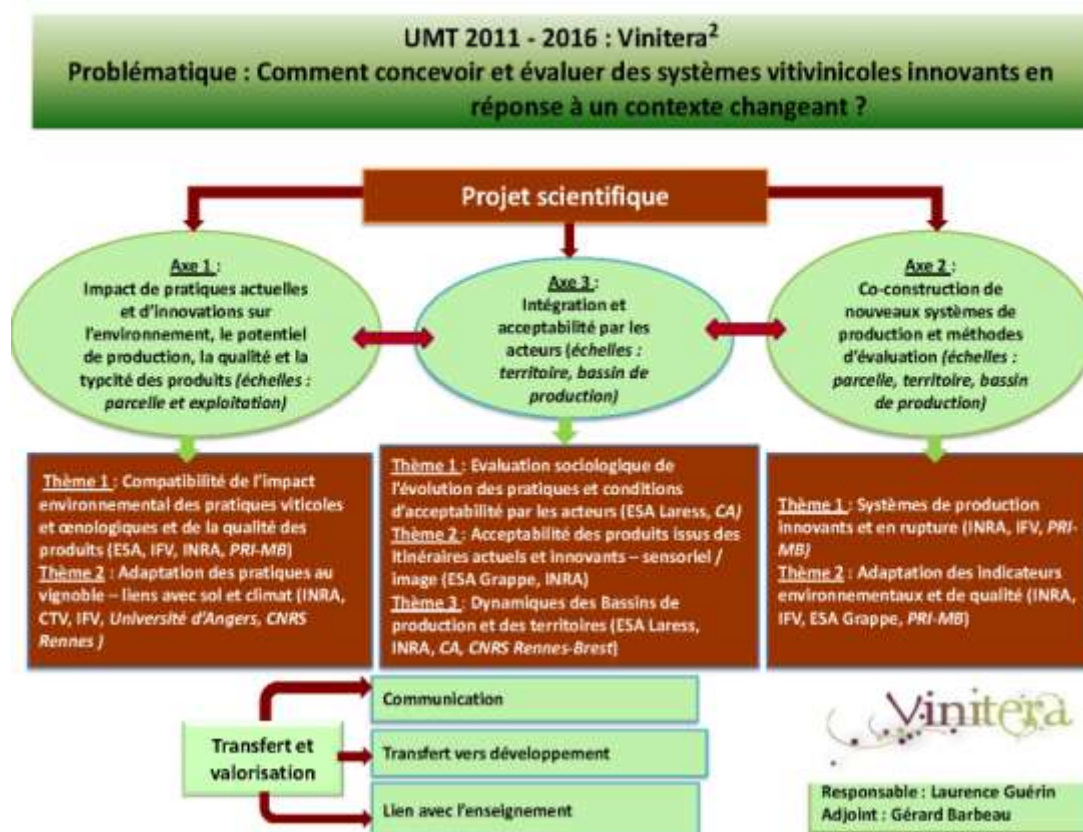 UMT 2011 - 2016 : Vinitera²
Problématique : Comment concevoir et évaluer des systèmes vitivinicoles innovants en
réponse à un contexte changeant ?
Projet scientifique
Axe 1 :
Impact de pratiques actuelles
et d'innovations sur
l'environnement, le potentiel
de production, la qualité et la
typcité des produits (échelles :
parcelle et exploitation)
Axe 3 :
Intégration et
acceptabilité par les
acteurs (échelles :
territoire, bassin de
production)
Axe 2 :
Co-construction de
nouveaux systèmes de
production et méthodes
d'évaluation (échelles :
parcelle, territoire, bassin
de production)
Thème 1 : Compatibilité de l'impact
environnemental des pratiques viticoles
et œnologiques et de la qualité des
produits (ESA, IFV, INRA, PRI-MB)
Thème 2 : Adaptation des pratiques au
vignoble – liens avec sol et climat (INRA,
CTV, IFV, Université d'Angers, CNRS
Rennes )
Thème 1 : Evaluation sociologique de
l'évolution des pratiques et conditions
d'acceptabilité par les acteurs (ESA Laress, CA)
Thème 2 : Acceptabilité des produits issus des
itinéraires actuels et innovants – sensoriel /
image (ESA Grappe, INRA)
Thème 3 : Dynamiques des Bassins de
production et des territoires (ESA Laress,
INRA, CA, CNRS Rennes-Brest)
Thème 1 : Systèmes de production
innovants et en rupture (INRA, IFV, PRI-
MB)
Thème 2 : Adaptation des indicateurs
environnementaux et de qualité (INRA,
IFV, ESA Grappe, PRI-MB)
Transfert et
valorisation
Communication
Transfert vers développement
Lien avec l'enseignement
Vinitera
Responsable : Laurence Guérin
Adjoint : Gérard Barbeau